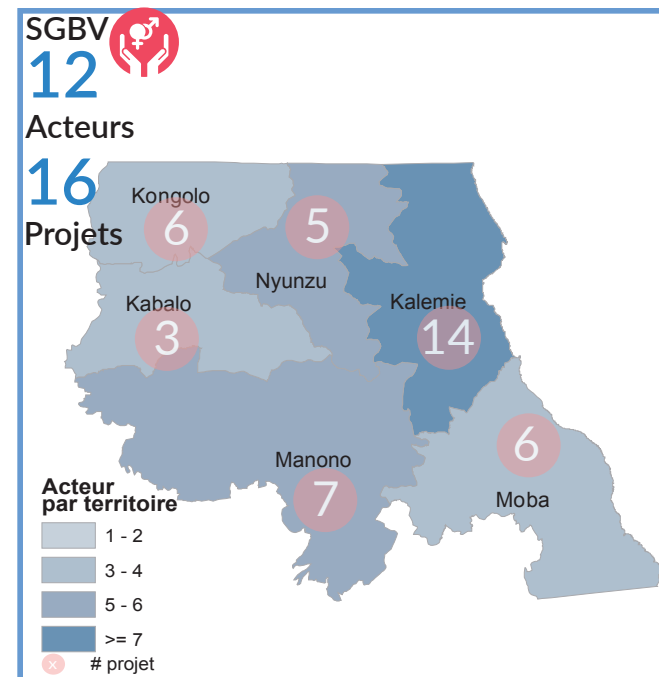 SGBV
12
Acteurs
16
Projets
Kongolo
6
5
Nyunzu
Kabalo
3
Kalemie
14
Manono
7
6
Moba
Acteur
par territoire
1 - 2
3 - 4
5 - 6
>= 7
x # projet